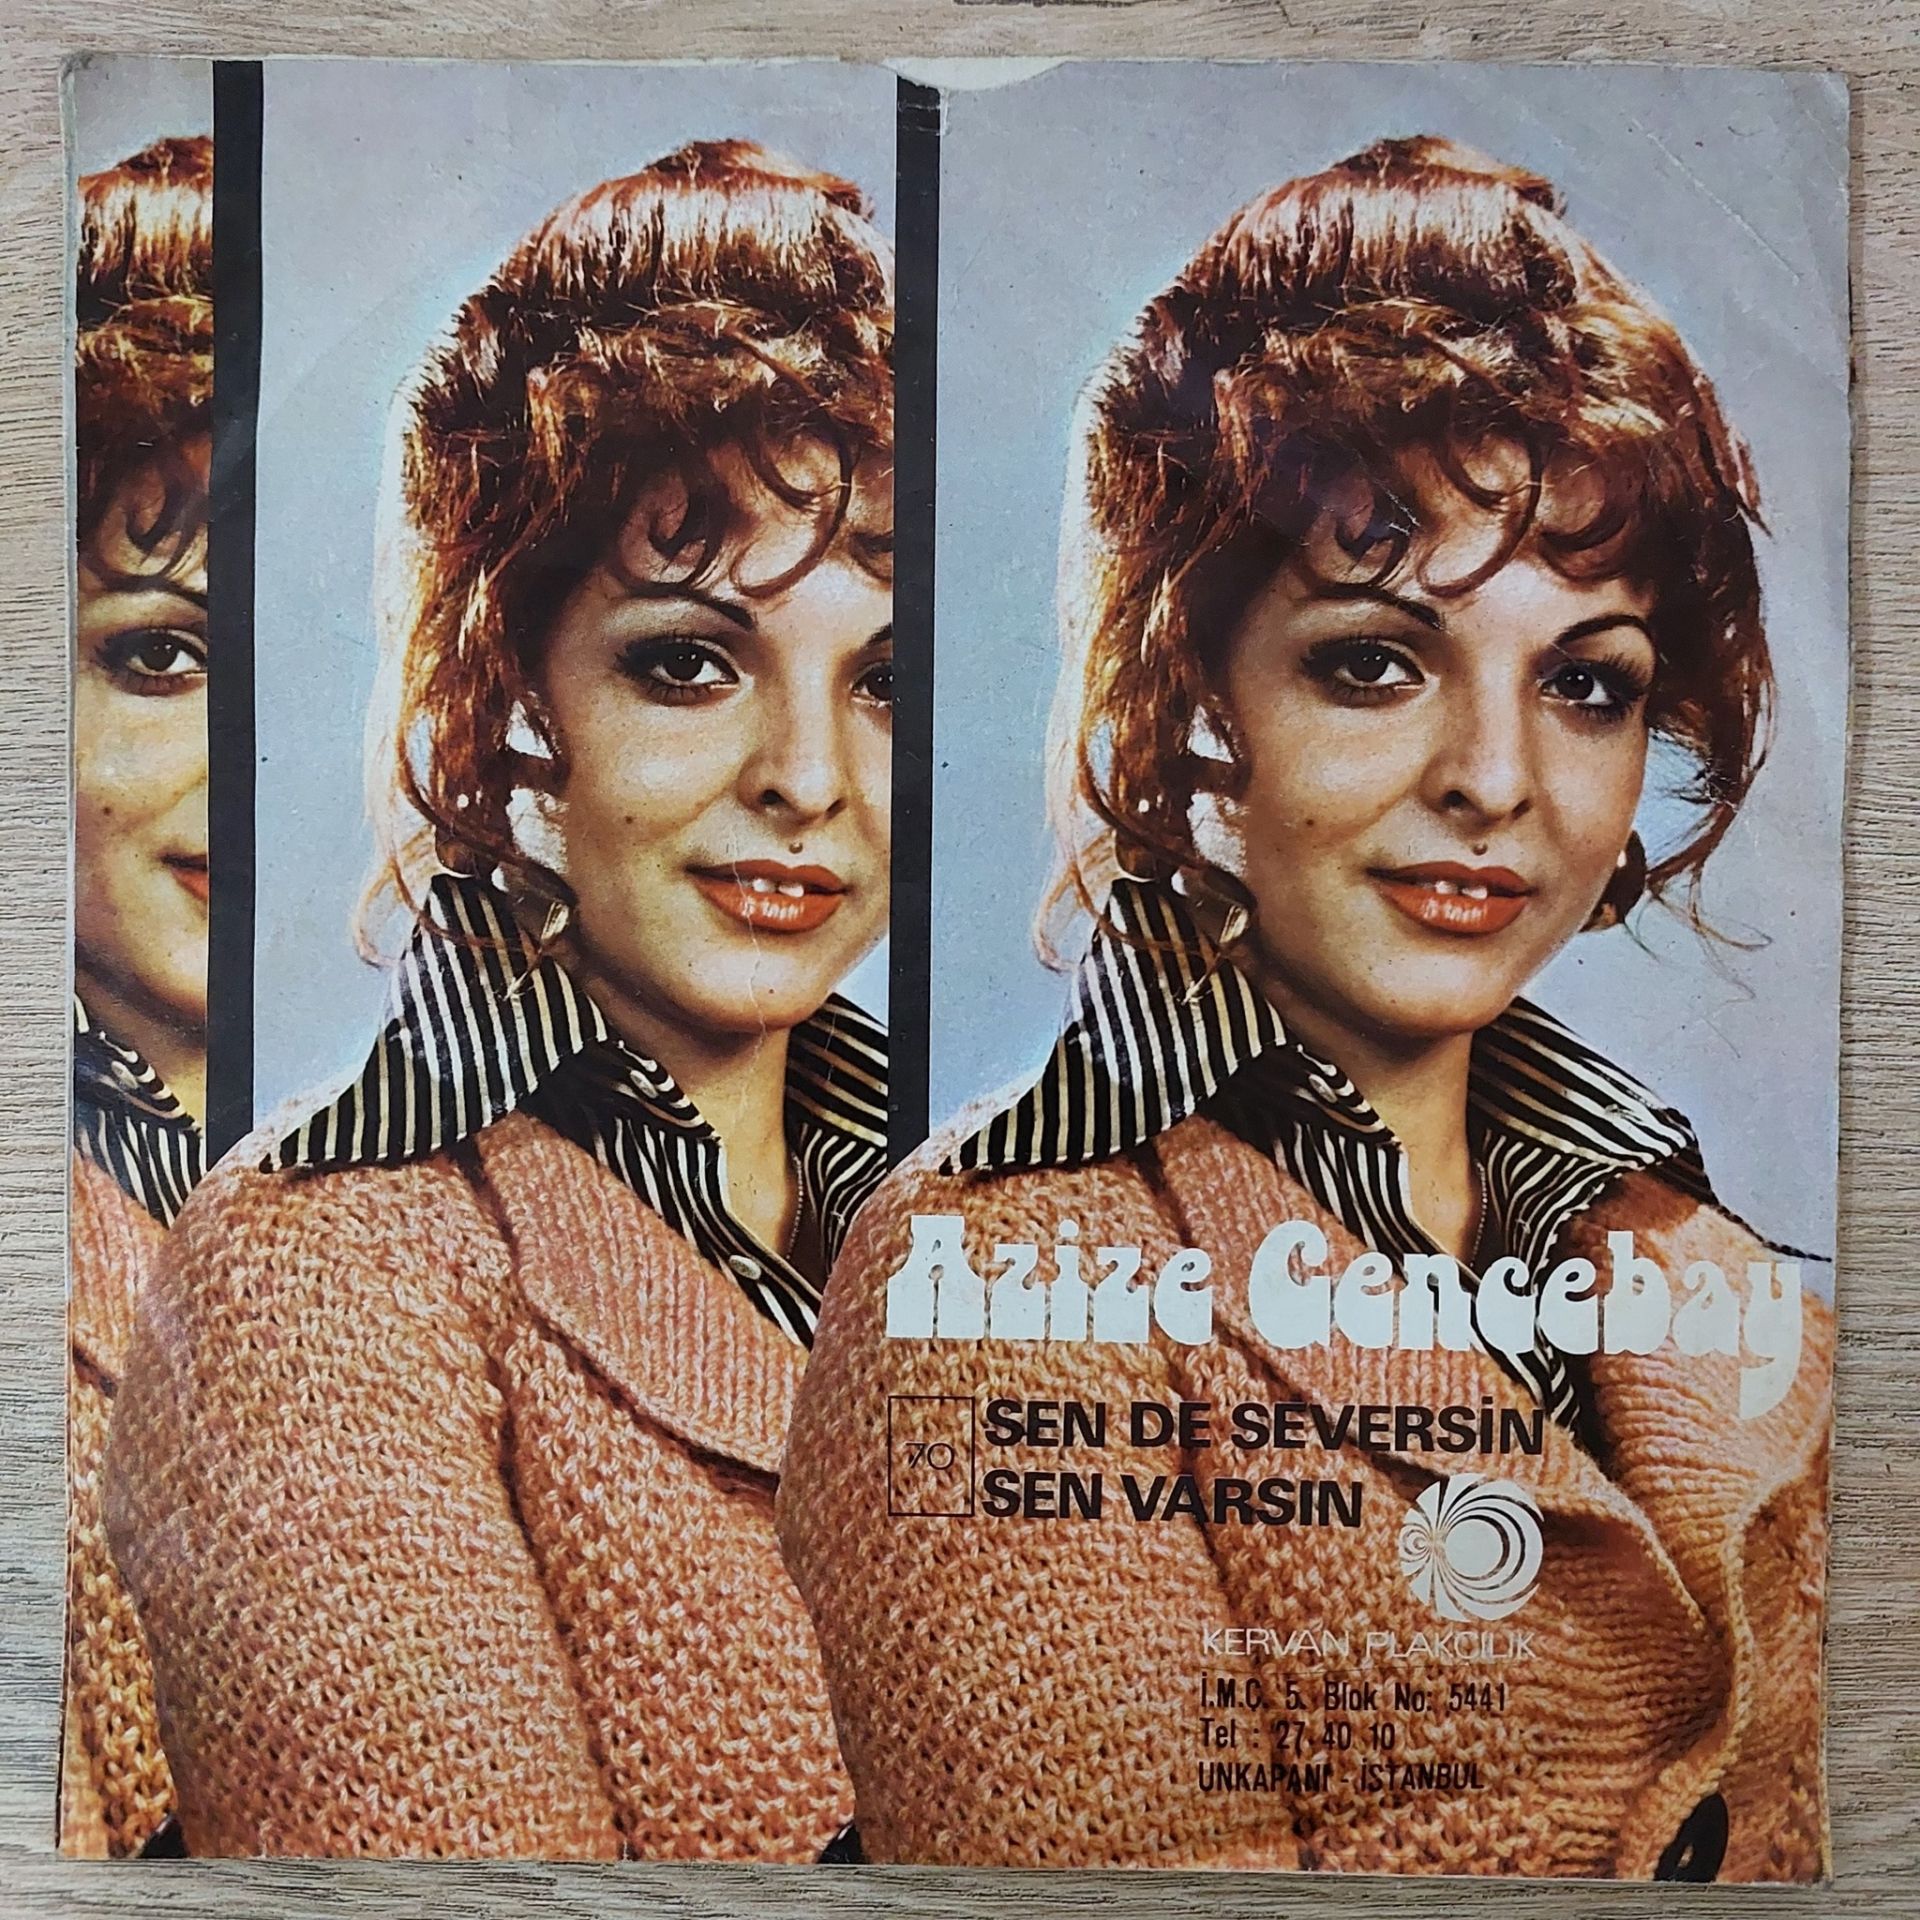 Azize Gencebay
70
SEN DE SEVERSİN
SEN VARSIN
KERVAN PLAKÇILIK
İ.M.Ç. 5. Blok No: 5441
Tel : 27 40 10
UNKAPANI - İSTANBUL